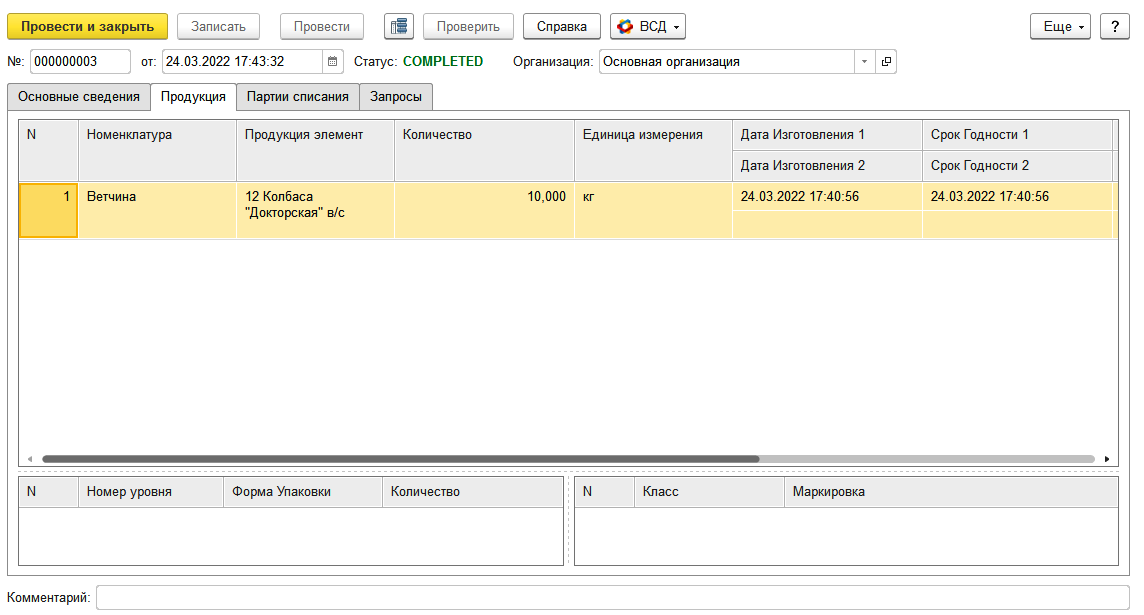 Провести и закрыть Записать Провести Проверить Справка ВСД Еще ?
№: 000000003 от: 24.03.2022 17:43:32 Статус: COMPLETED Организация: Основная организация
Основные сведения Продукция Партии списания Запросы
N Номенклатура Продукция элемент Количество Единица измерения Дата Изготовления 1 Срок Годности 1
Дата Изготовления 2 Срок Годности 2
1 Ветчина 12 Колбаса 10,000 кг 24.03.2022 17:40:56 24.03.2022 17:40:56
"Докторская" в/с
N Номер уровня Форма Упаковки Количество N Класс Маркировка
Комментарий: